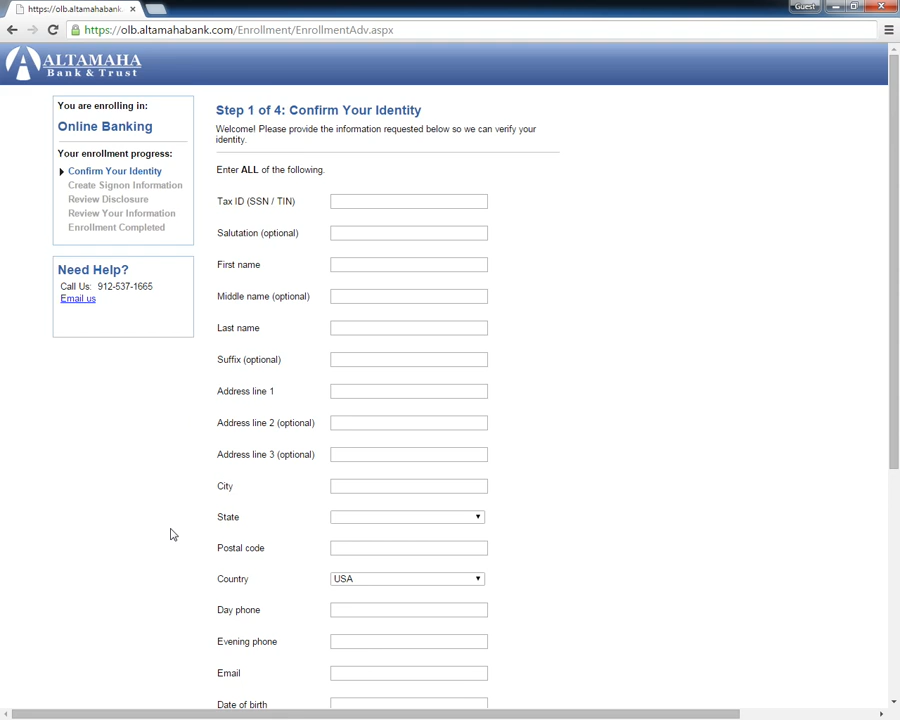 https://olb.altamahabank.
Guest
https://olb.altamahabank.com/Enrollment/EnrollmentAdv.aspx
ALTAMAHA
Bank & Trust
You are enrolling in:
Online Banking
Your enrollment progress:
Confirm Your Identity
Create Signon Information
Review Disclosure
Review Your Information
Enrollment Completed
Need Help?
Call Us: 912-537-1665
Email us
Step 1 of 4: Confirm Your Identity
Welcome! Please provide the information requested below so we can verify your
identity.
Enter ALL of the following.
Tax ID (SSN / TIN)
Salutation (optional)
First name
Middle name (optional)
Last name
Suffix (optional)
Address line 1
Address line 2 (optional)
Address line 3 (optional)
City
State
Postal code
Country USA
Day phone
Evening phone
Email
Date of birth